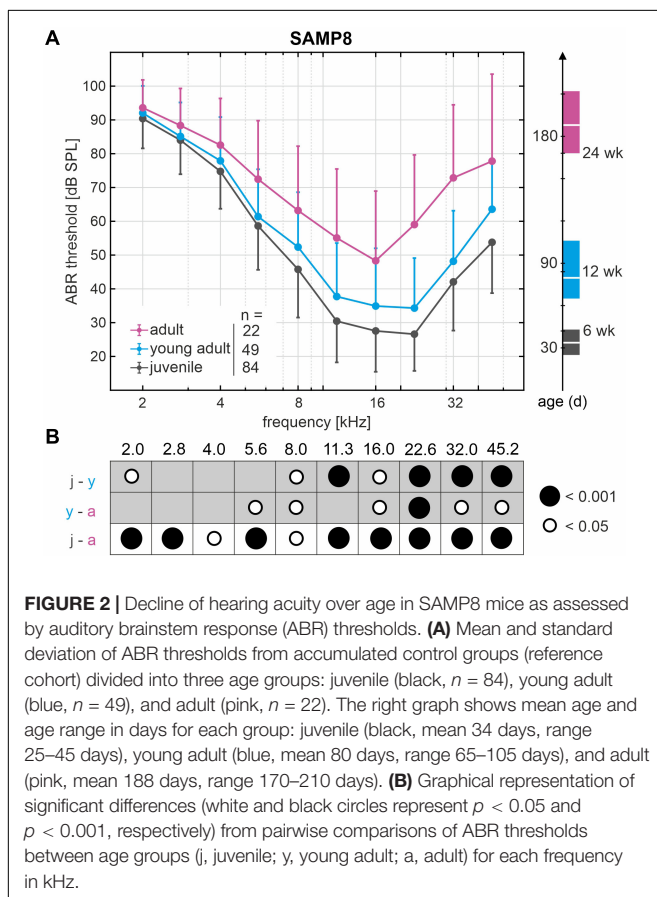 A
SAMP8
ABR threshold [dB SPL]
100
90
80
70
60
50
40
30
20
n =
adult 22
young adult 49
juvenile 84
2 4 8 16 32
frequency [kHz]
180
24 wk
90
12 wk
6 wk
30
age (d)
B
2.0 2.8 4.0 5.6 8.0 11.3 16.0 22.6 32.0 45.2
j - y
y - a
j - a
< 0.001
< 0.05
FIGURE 2 | Decline of hearing acuity over age in SAMP8 mice as assessed
by auditory brainstem response (ABR) thresholds. (A) Mean and standard
deviation of ABR thresholds from accumulated control groups (reference
cohort) divided into three age groups: juvenile (black, n = 84), young adult
(blue, n = 49), and adult (pink, n = 22). The right graph shows mean age and
age range in days for each group: juvenile (black, mean 34 days, range
25–45 days), young adult (blue, mean 80 days, range 65–105 days), and adult
(pink, mean 188 days, range 170–210 days). (B) Graphical representation of
significant differences (white and black circles represent p < 0.05 and
p < 0.001, respectively) from pairwise comparisons of ABR thresholds
between age groups (j, juvenile; y, young adult; a, adult) for each frequency
in kHz.